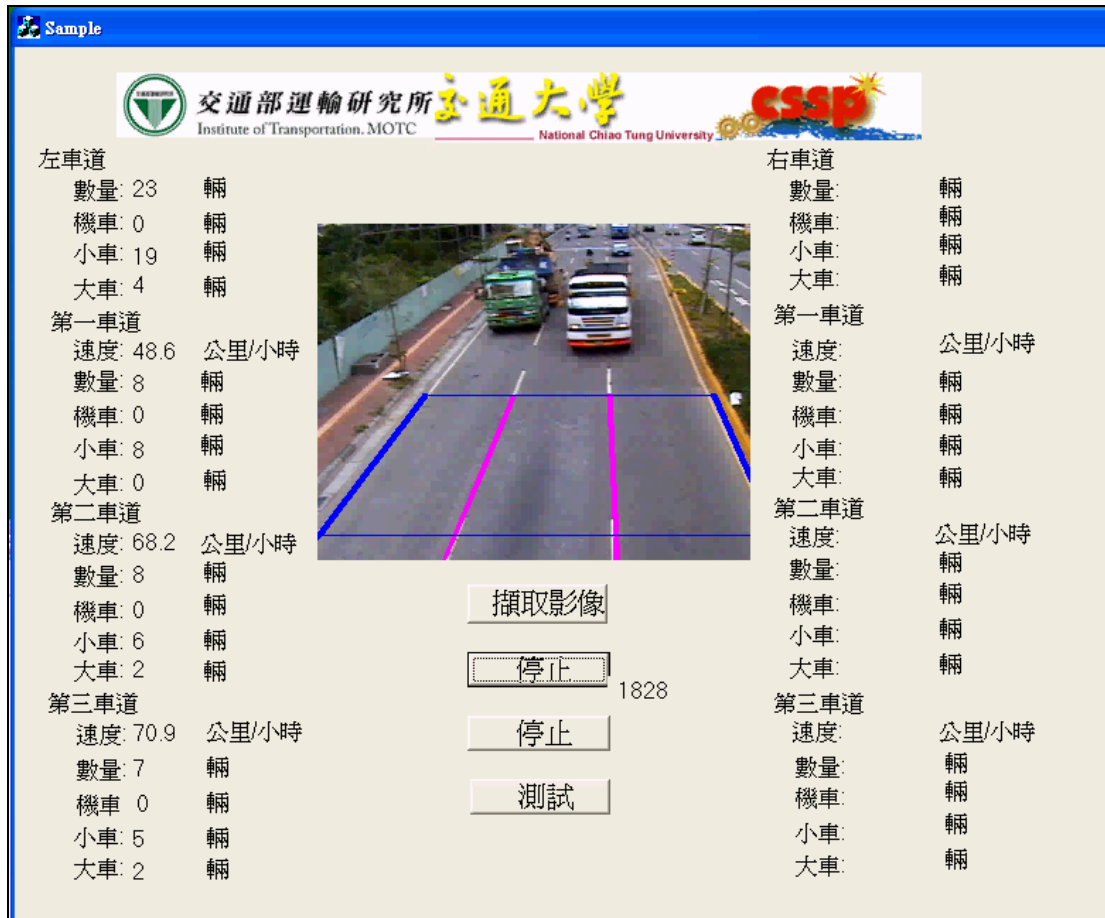 Sample
交通部運輸研究所
Institute of Transportation. MOTC
交通大學
National Chiao Tung University
cssp
左車道
數量: 23 輛
機車: 0 輛
小車: 19 輛
大車: 4 輛
第一車道
速度: 48.6 公里/小時
數量: 8 輛
機車: 0 輛
小車: 8 輛
大車: 0 輛
第二車道
速度: 68.2 公里/小時
數量: 8 輛
機車: 0 輛
小車: 6 輛
大車: 2 輛
第三車道
速度: 70.9 公里/小時
數量: 7 輛
機車 0 輛
小車: 5 輛
大車: 2 輛
擷取影像
停止
1828
停止
測試
右車道
數量: 輛
機車: 輛
小車: 輛
大車: 輛
第一車道
速度: 公里/小時
數量: 輛
機車: 輛
小車: 輛
大車: 輛
第二車道
速度: 公里/小時
數量: 輛
機車: 輛
小車: 輛
大車: 輛
第三車道
速度: 公里/小時
數量: 輛
機車: 輛
小車: 輛
大車: 輛